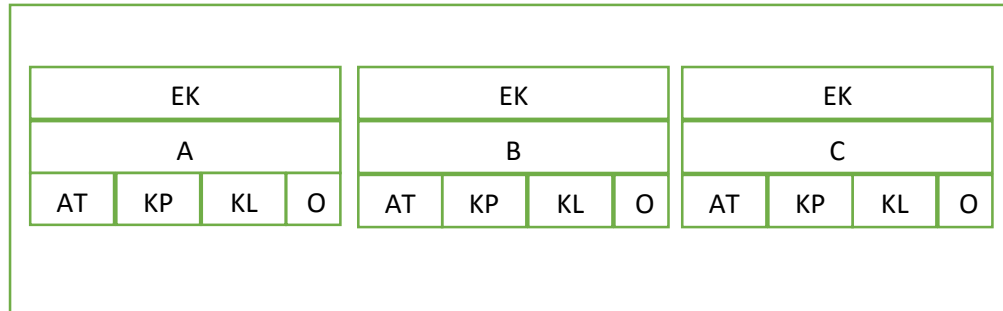 EK EK EK
A B C
AT KP KL O AT KP KL O AT KP KL O